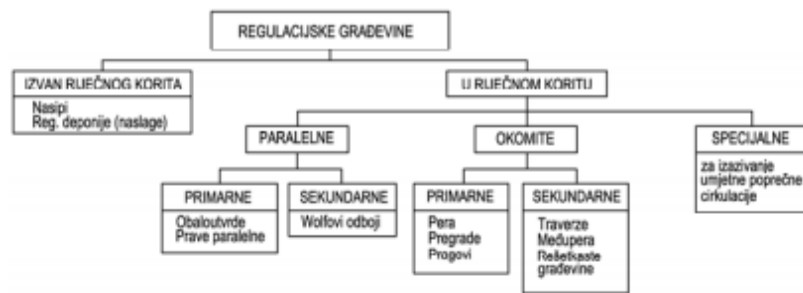 REGULACIJSKE GRAĐEVINE
IZVAN RIJEČNOG KORITA
Nasipi
Reg. deponije (naslage)
U RIJEČNOM KORITU
PARALELNE
OKOMITE
SPECIJALNE
za izazivanje
umjetne poprečne
cirkulacije
PRIMARNE
Obaloutvrde
Prave paralelne
SEKUNDARNE
Wolfovi odboji
PRIMARNE
Pera
Pregrade
Progovi
SEKUNDARNE
Traverze
Međupera
Rešetkaste
građevine